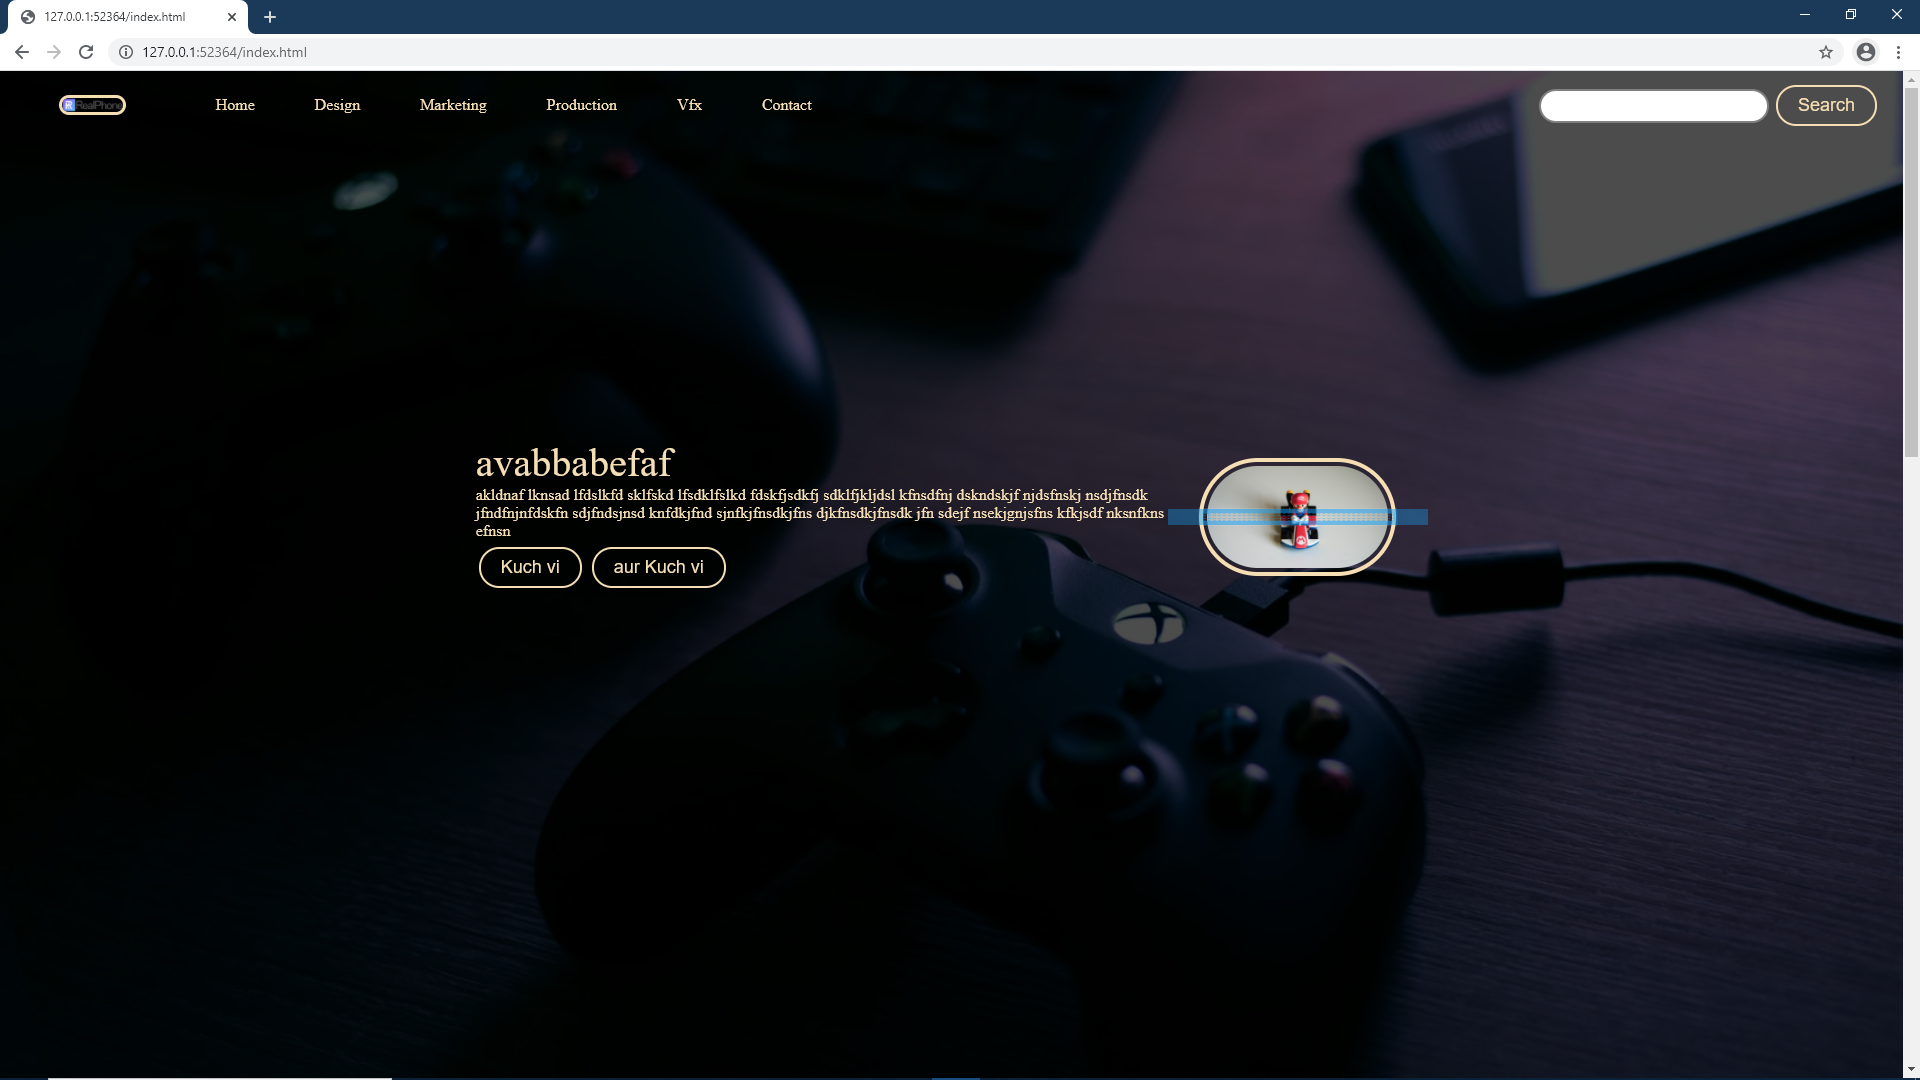 127.0.0.1:52364/index.html
127.0.0.1:52364/index.html
RealPhone
Home
Design
Marketing
Production
Vfx
Contact
Search
avabbabefaf
akldnaf lknsad lfdslkfd sklfskd lfsdklfslkd fdskfjsdkfj sdklfjkljdsl kfnsdfnj dskndskjf njdsfnskj nsdjfnsdk
jfndfnjnfdskfn sdjfndsjnsd knfdkjfnd sjnfkjfnsdkjfns djkfnsdkjfnsdk jfn sdejf nsekjgnjsfns kfkjsdf nksnfkns
efnsn
Kuch vi
aur Kuch vi